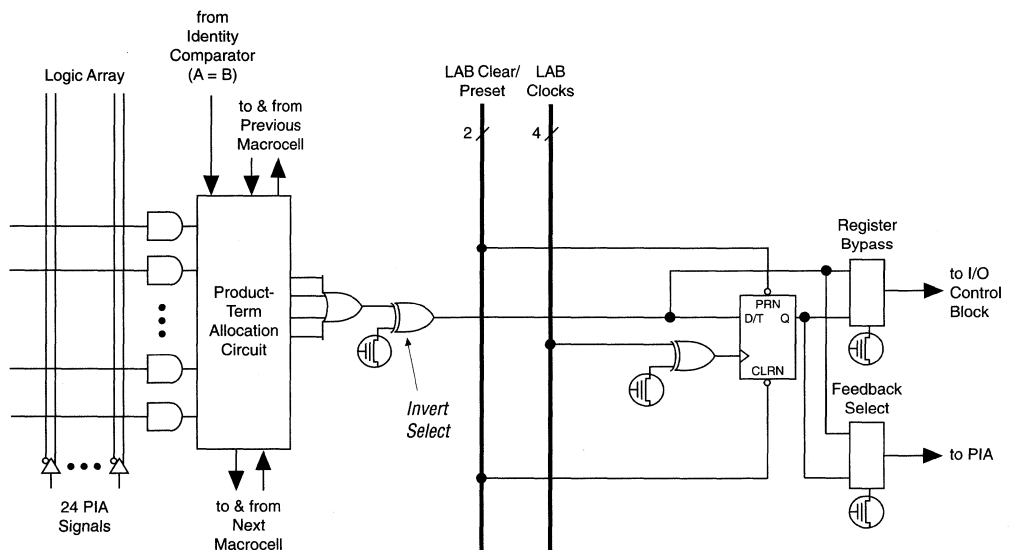 from
Identity
Comparator
(A = B)
Logic Array
to & from
Previous
Macrocell
LAB Clear/
Preset
LAB
Clocks
2
4
Product-
Term
Allocation
Circuit
Invert
Select
PRN
D/T
Q
CLRN
Register
Bypass
to I/O
Control
Block
Feedback
Select
to PIA
24 PIA
Signals
to & from
Next
Macrocell